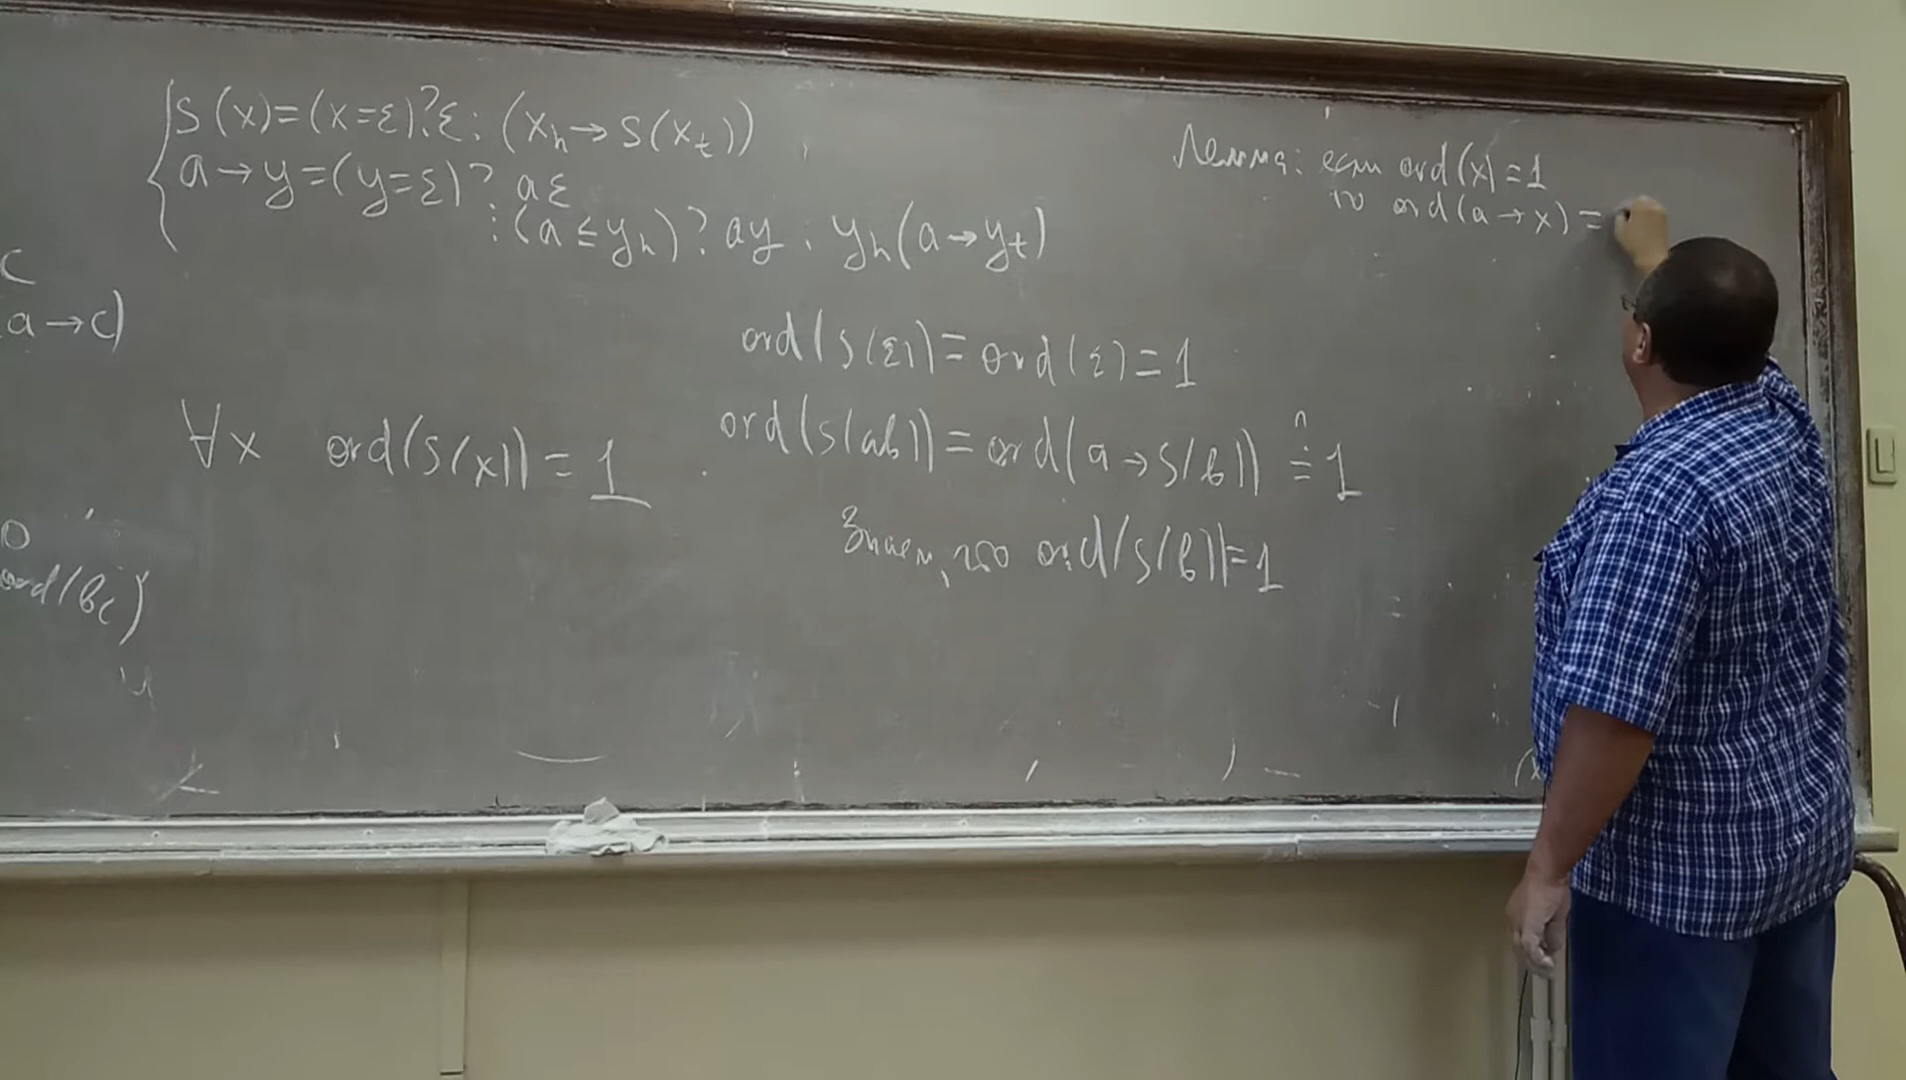 S(x)=(x=ε)?ε:(xₕ→S(xₜ))
a→y=(y=ε)?aε
:(a≤yₕ)?ay:yₕ(a→yₜ)
Лемма: если ord(x)=1
то ord(a→x)=
c
a→c)
ord(S(ε))=ord(ε)=1
∀x ord(S(x))=1
ord(S(ab))=ord(a→S(b))=1
Знаем, что ord(S(b))=1
ord(bc)